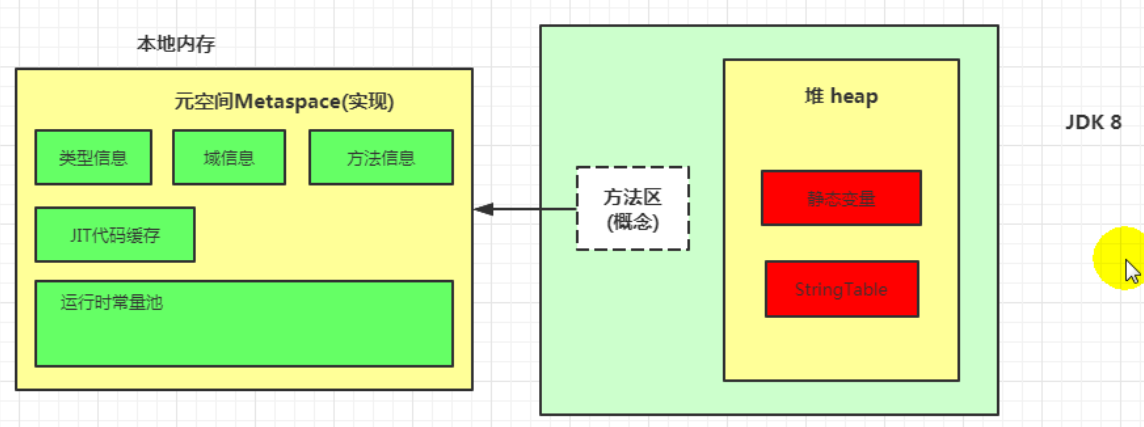 本地内存
元空间Metaspace(实现)
类型信息
域信息
方法信息
JIT代码缓存
运行时常量池
方法区
(概念)
堆 heap
静态变量
StringTable
JDK 8